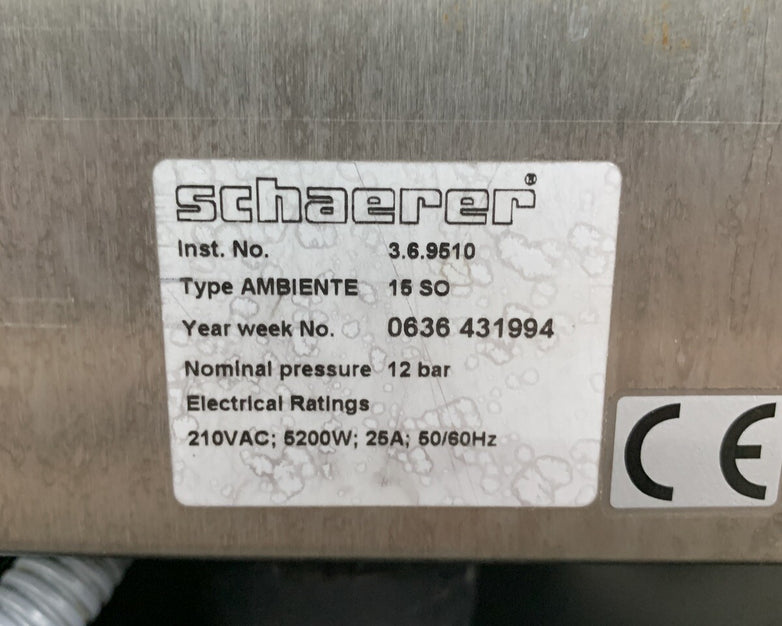 schaerer®
Inst. No. 3.6.9510
Type AMBIENTE 15 SO
Year week No. 0636 431994
Nominal pressure 12 bar
Electrical Ratings
210VAC; 5200W; 25A; 50/60Hz
CE